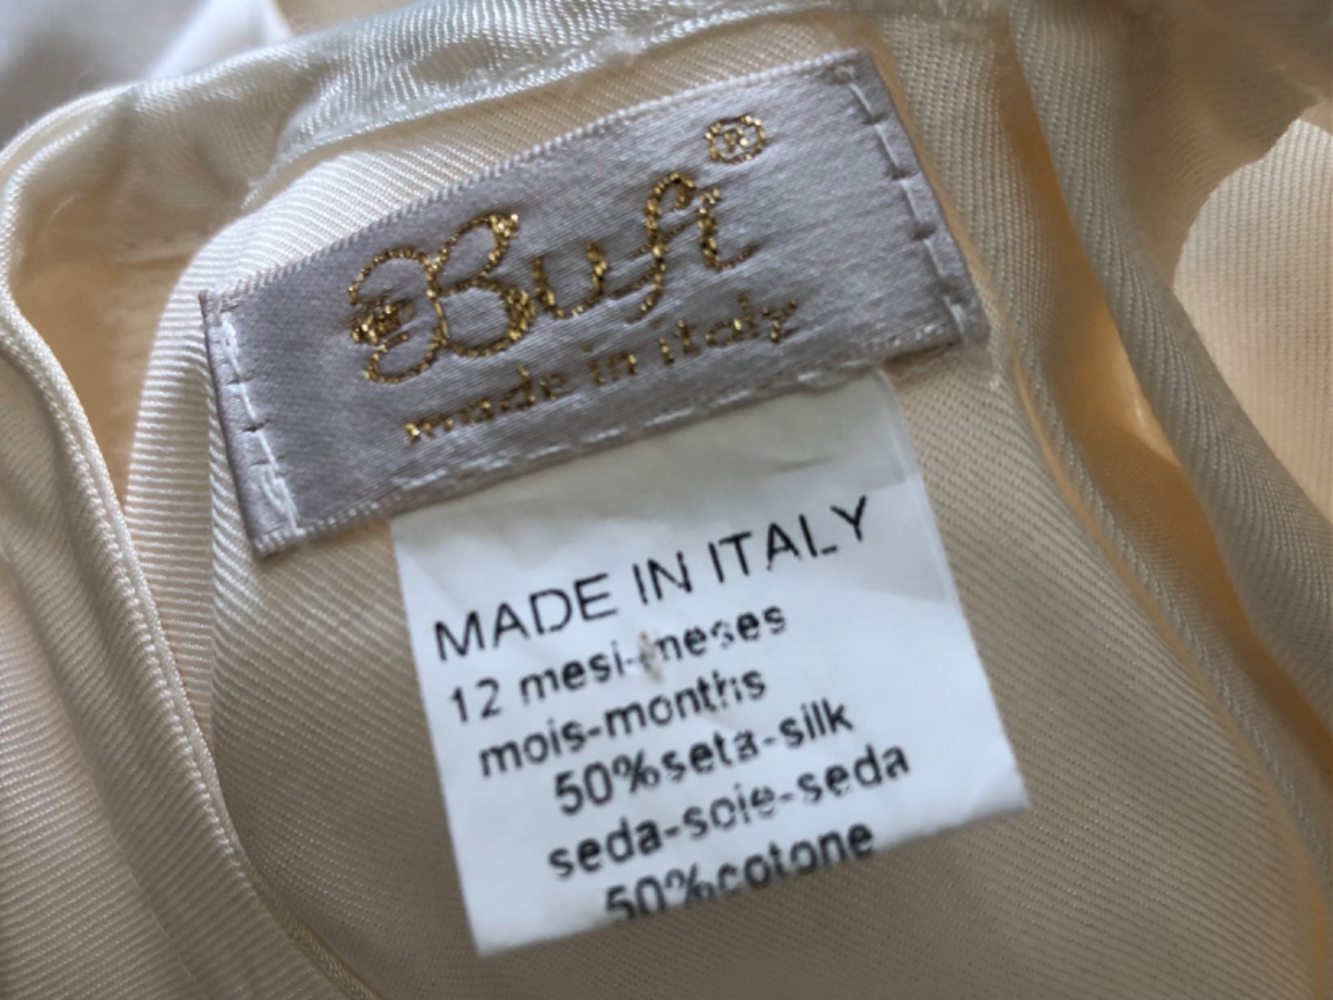 Bufi®
made in italy
MADE IN ITALY
12 mesi-meses
mois-months
50%seta-silk
seda-soie-seda
50%cotone